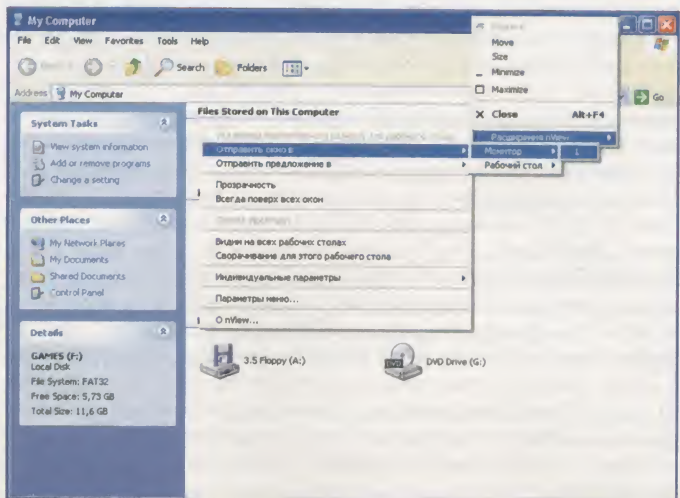 My Computer
File Edit View Favorites Tools Help
Search Folders
Address My Computer Go
System Tasks
View system information
Add or remove programs
Change a setting
Other Places
My Network Places
My Documents
Shared Documents
Control Panel
Details
GAMES (F:)
Local Disk
File System: FAT32
Free Space: 5,73 GB
Total Size: 11,6 GB
Files Stored on This Computer
Отправить окно в
Отправить предложение в
Прозрачность
Всегда поверх всех окон
Видим на всех рабочих столах
Сворачивание для этого рабочего стола
Индивидуальные параметры
Параметры меню...
О nView...
3.5 Floppy (A:)
DVD Drive (G:)
Move
Size
Minimize
Maximize
Close Alt+F4
Расширения nView
Монитор 1
Рабочий стол